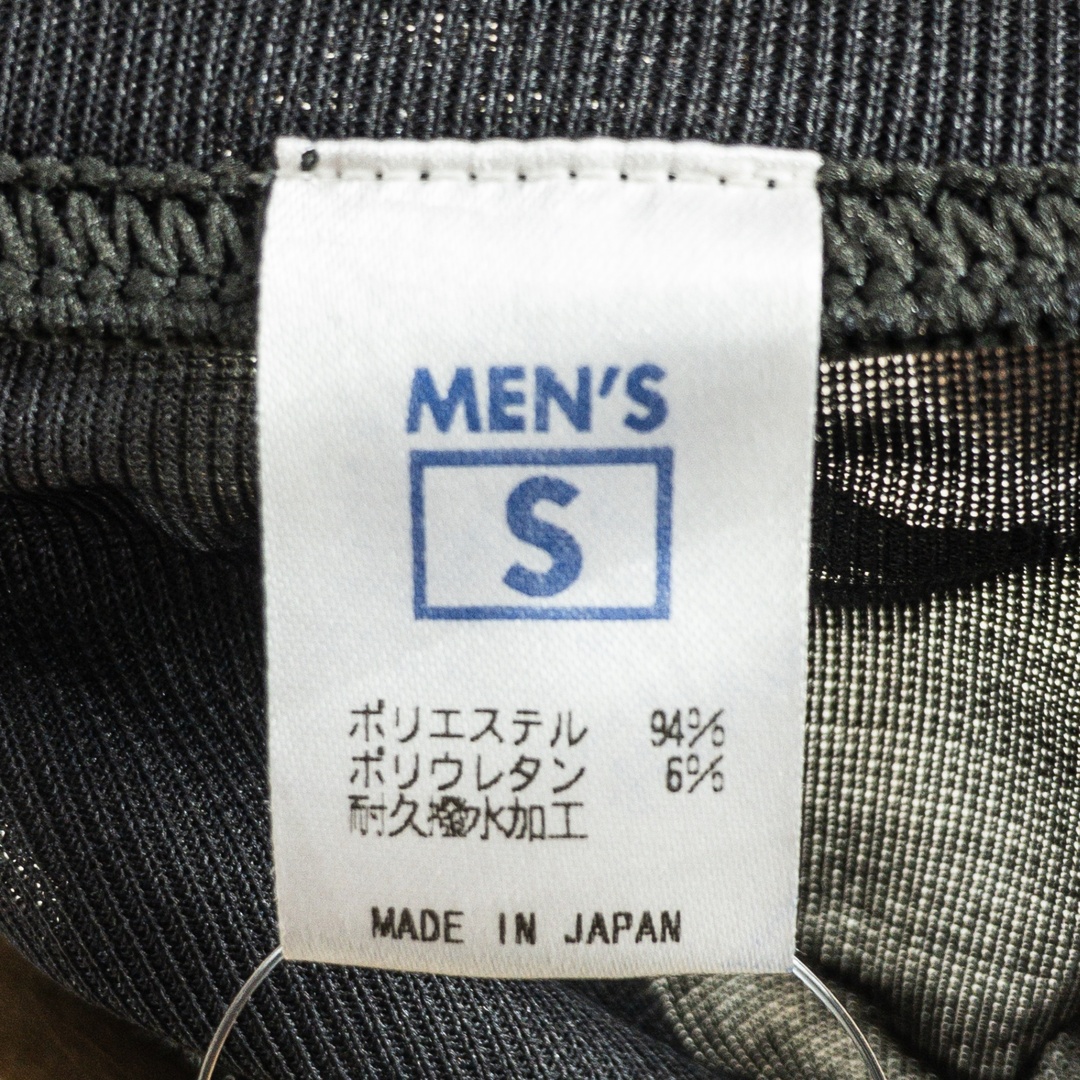 MEN'S
S
ポリエステル 94%
ポリウレタン 6%
耐久撥水加工
MADE IN JAPAN